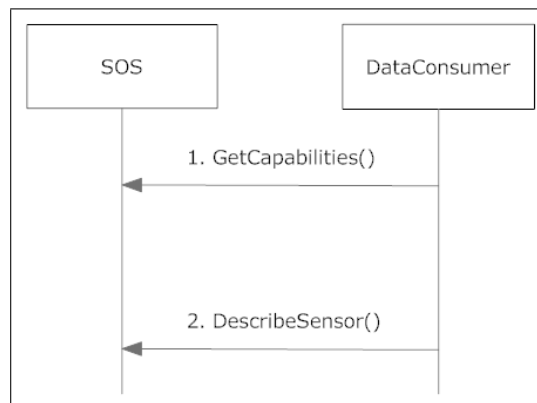 SOS
DataConsumer
1. GetCapabilities()
2. DescribeSensor()